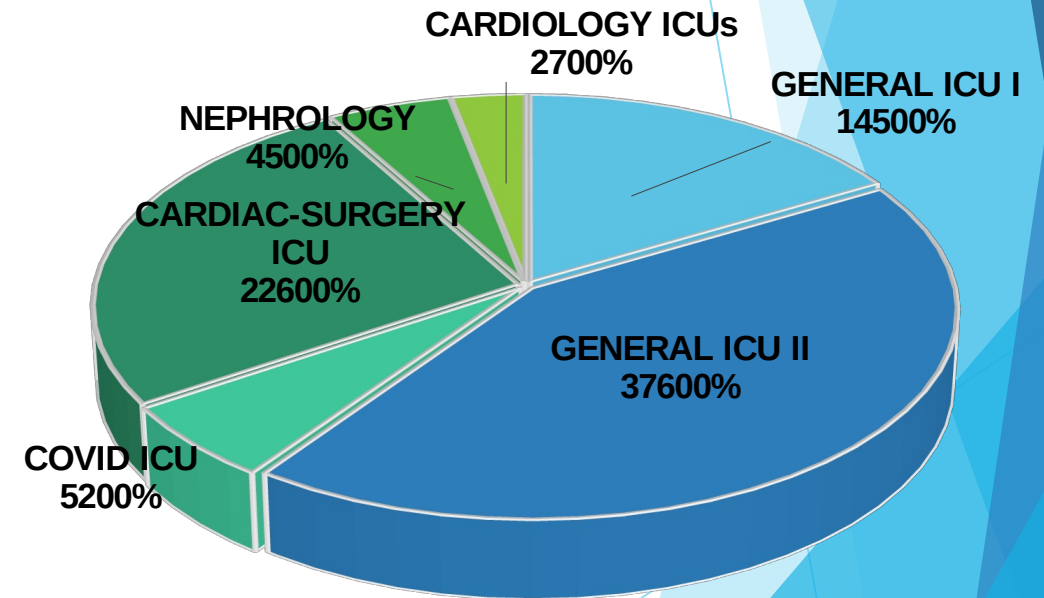 CARDIOLOGY ICUs
2700%
GENERAL ICU I
14500%
NEPHROLOGY
4500%
CARDIAC-SURGERY
ICU
22600%
GENERAL ICU II
37600%
COVID ICU
5200%